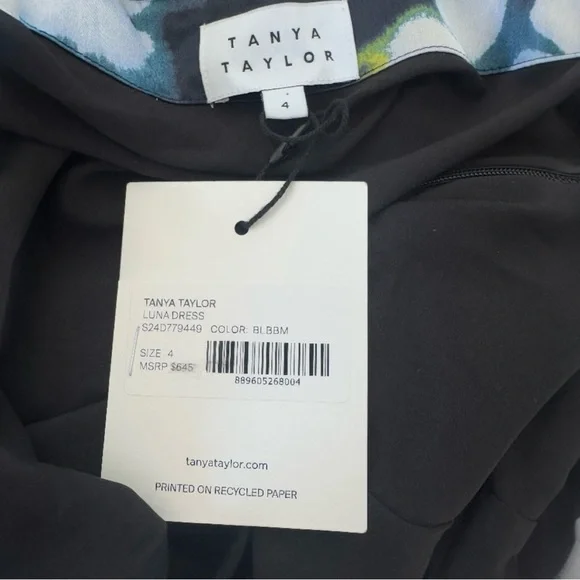 TANYA
TAYLOR
4
TANYA TAYLOR
LUNA DRESS
S24D779449 COLOR: BLBBM
SIZE 4
MSRP $645
889605268004
tanyataylor.com
PRINTED ON RECYCLED PAPER